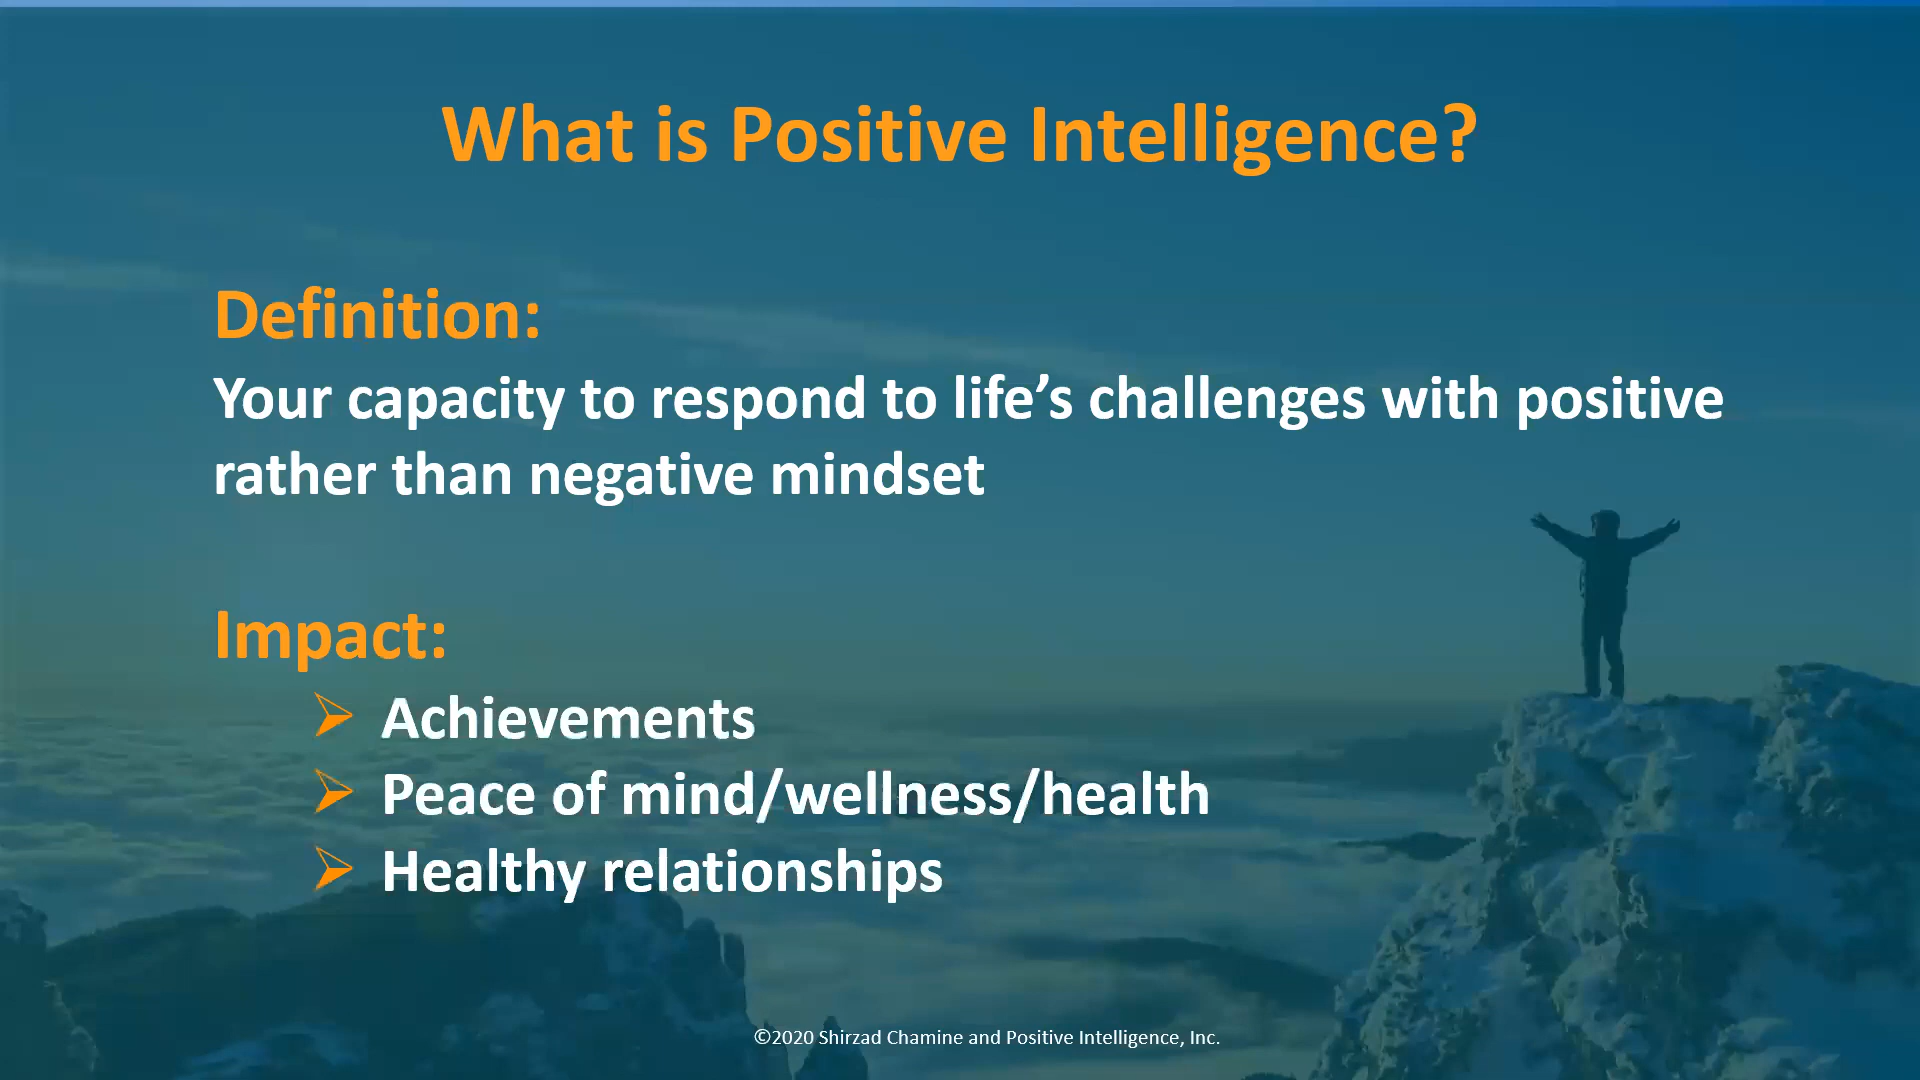 What is Positive Intelligence?
Definition:
Your capacity to respond to life’s challenges with positive
rather than negative mindset
Impact:
➢ Achievements
➢ Peace of mind/wellness/health
➢ Healthy relationships
©2020 Shirzad Chamine and Positive Intelligence, Inc.